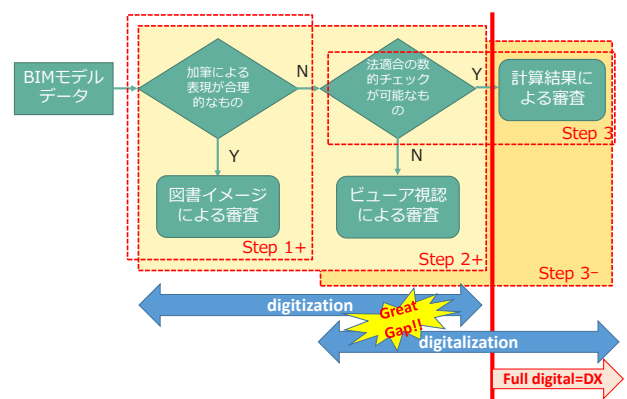 BIMモデル
データ
加筆による
表現が合理
的なもの
N
法適合の数
的チェック
が可能なも
の
Y
計算結果に
よる審査
Step 3
Y
N
図書イメージ
による審査
ビューア視認
による審査
Step 1+
Step 2+
Step 3-
digitization
Great
Gap!!
digitalization
Full digital=DX